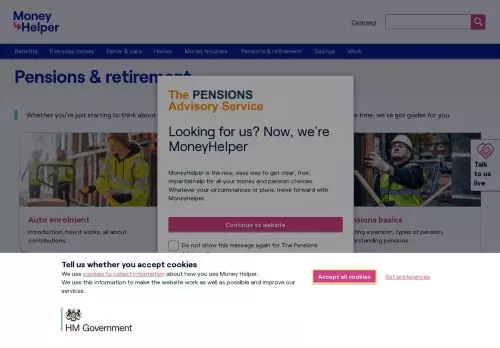 Money
Helper
Cymraeg
Benefits Everyday money Family & care Homes Money troubles Pensions & retirement Savings Work
Pensions & retirement
Whether you're just starting to think about
time, we've got guides for you.
The PENSIONS
Advisory Service
Looking for us? Now, we're
MoneyHelper
MoneyHelper is the new, easy way to get clear, free,
impartial help for all your money and pension choices.
Whatever your circumstances or plans, move forward with
MoneyHelper.
Continue to website
Do not show this message again for The Pensions
Talk
to us
live
Auto enrolment
Introduction, how it works, all about
contributions.
nsions basics
ting a pension, types of pension,
erstanding pensions.
Tell us whether you accept cookies
We use cookies to collect information about how you use Money Helper.
We use this information to make the website work as well as possible and improve our
services.
Accept all cookies
Set preferences
HM Government